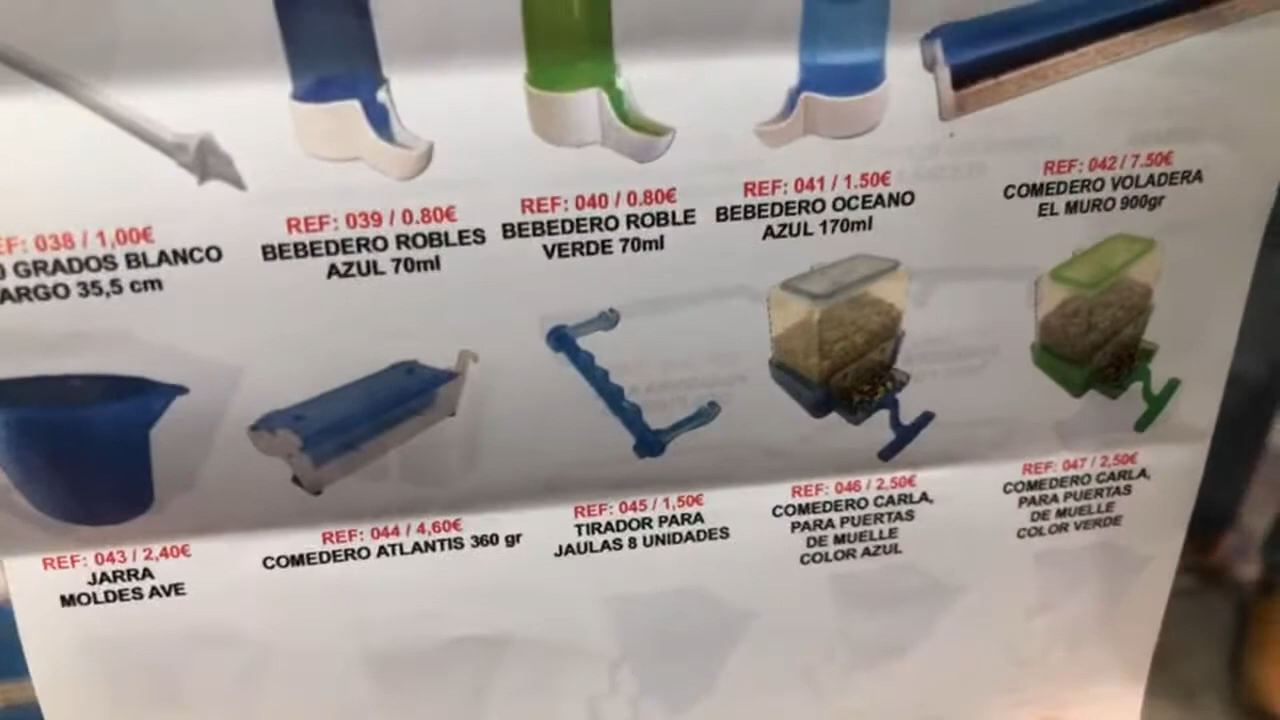 EF: 038 / 1,00€
0 GRADOS BLANCO
ARGO 35,5 cm
REF: 039 / 0.80€
BEBEDERO ROBLES
AZUL 70ml
REF: 040 / 0.80€
BEBEDERO ROBLE
VERDE 70ml
REF: 041 / 1.50€
BEBEDERO OCEANO
AZUL 170ml
REF: 042 / 7.50€
COMEDERO VOLADERA
EL MURO 900gr
REF: 043 / 2,40€
JARRA
MOLDES AVE
REF: 044 / 4,60€
COMEDERO ATLANTIS 360 gr
REF: 045 / 1,50€
TIRADOR PARA
JAULAS 8 UNIDADES
REF: 046 / 2,50€
COMEDERO CARLA,
PARA PUERTAS
DE MUELLE
COLOR AZUL
REF: 047 / 2,50€
COMEDERO CARLA,
PARA PUERTAS
DE MUELLE
COLOR VERDE